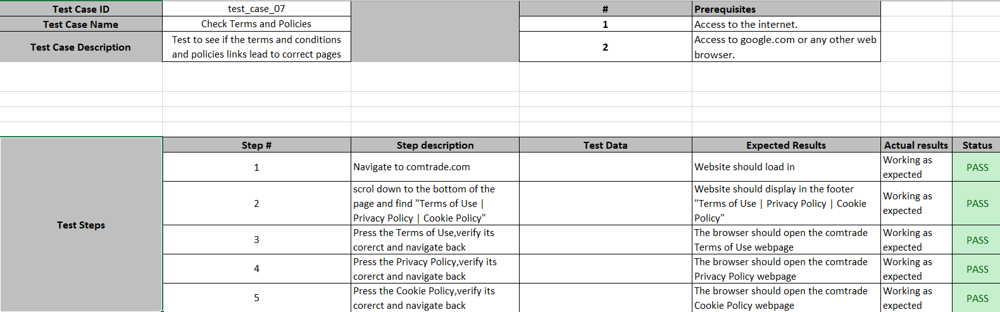 Test Case ID test_case_07 # Prerequisites
Test Case Name Check Terms and Policies 1 Access to the internet.
Test Case Description
Test to see if the terms and conditions
and policies links lead to correct pages
2
Access to google.com or any other web
browser.
Test Steps
Step # Step description Test Data Expected Results Actual results Status
1
Navigate to comtrade.com
Website should load in
Working as
expected
PASS
2
scrol down to the bottom of the
page and find "Terms of Use |
Privacy Policy | Cookie Policy"
Website should display in the footer
"Terms of Use | Privacy Policy | Cookie
Policy"
Working as
expected
PASS
3
Press the Terms of Use,verify its
corerct and navigate back
The browser should open the comtrade
Terms of Use webpage
Working as
expected
PASS
4
Press the Privacy Policy,verify its
corerct and navigate back
The browser should open the comtrade
Privacy Policy webpage
Working as
expected
PASS
5
Press the Cookie Policy,verify its
corerct and navigate back
The browser should open the comtrade
Cookie Policy webpage
Working as
expected
PASS